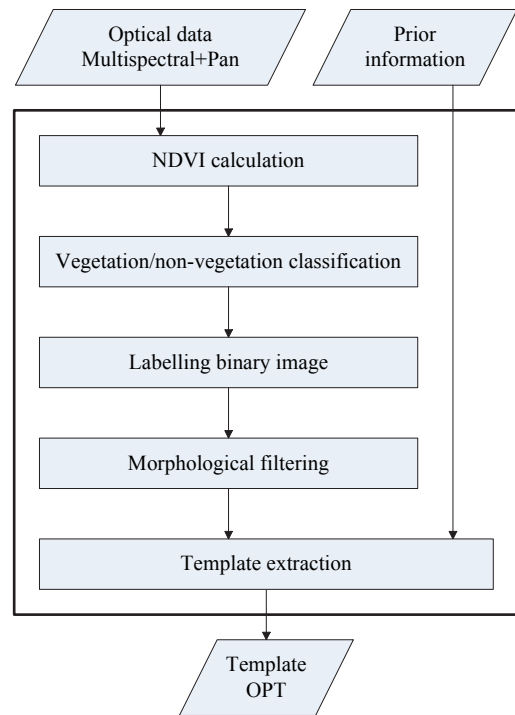 Optical data
Multispectral+Pan
Prior
information
NDVI calculation
Vegetation/non-vegetation classification
Labelling binary image
Morphological filtering
Template extraction
Template
OPT